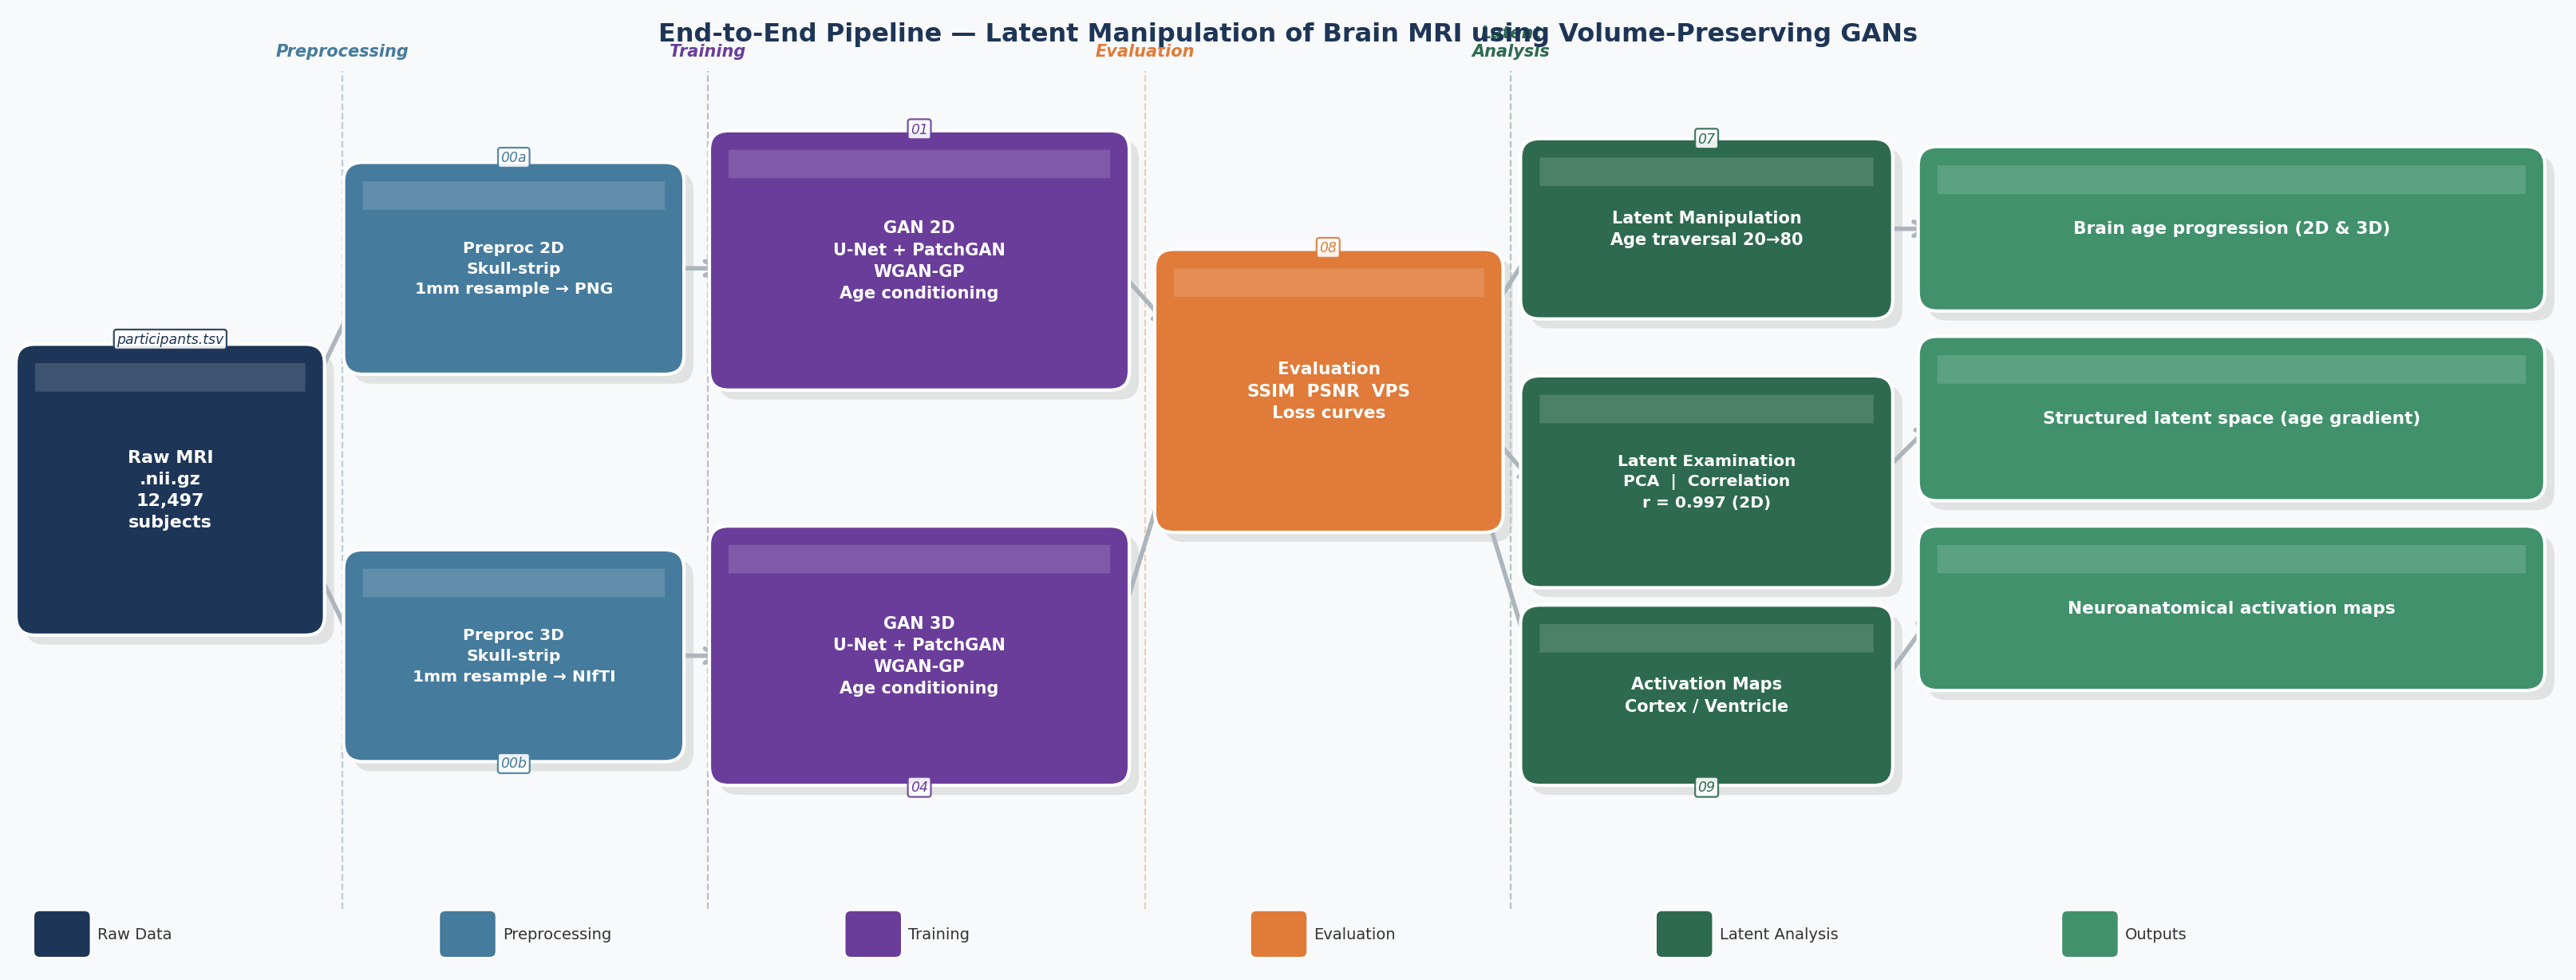 End-to-End Pipeline — Latent Manipulation of Brain MRI using Volume-Preserving GANs
Preprocessing
Training
Evaluation
Latent
Analysis
participants.tsv
Raw MRI
.nii.gz
12,497
subjects
00a
Preproc 2D
Skull-strip
1mm resample → PNG
Preproc 3D
Skull-strip
1mm resample → NIfTI
00b
01
GAN 2D
U-Net + PatchGAN
WGAN-GP
Age conditioning
GAN 3D
U-Net + PatchGAN
WGAN-GP
Age conditioning
04
08
Evaluation
SSIM  PSNR  VPS
Loss curves
07
Latent Manipulation
Age traversal 20→80
Latent Examination
PCA  |  Correlation
r = 0.997 (2D)
Activation Maps
Cortex / Ventricle
09
Brain age progression (2D & 3D)
Structured latent space (age gradient)
Neuroanatomical activation maps
Raw Data
Preprocessing
Training
Evaluation
Latent Analysis
Outputs